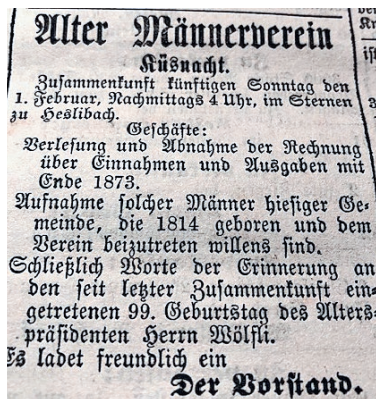 Alter Männerverein
Küsnacht.
Zusammenkunft künftigen Sonntag den
1. Februar, Nachmittags 4 Uhr, im Sternen
zu Heslibach.
Geschäfte:
Verlesung und Abnahme der Rechnung
über Einnahmen und Ausgaben mit
Ende 1873.
Aufnahme solcher Männer hiesiger Ge-
meinde, die 1814 geboren und dem
Verein beizutreten willens sind.
Schließlich Worte der Erinnerung an
den seit letzter Zusammenkunft ein-
getretenen 99. Geburtstag des Alters-
präsidenten Herrn Wölfli.
Es ladet freundlich ein
Der Vorstand.